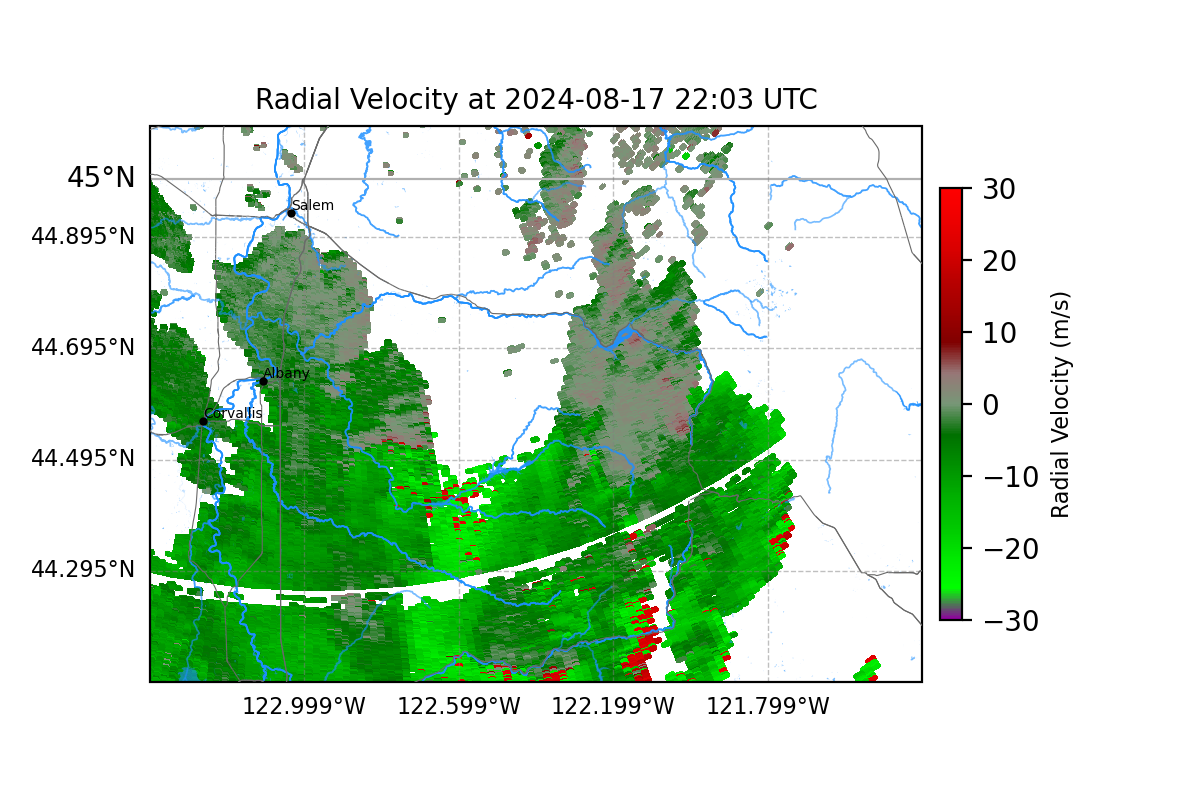 Radial Velocity at 2024-08-17 22:03 UTC
45°N
44.895°N
44.695°N
44.495°N
44.295°N
122.999°W
122.599°W
122.199°W
121.799°W
Salem
Albany
Corvallis
30
20
10
0
−10
−20
−30
Radial Velocity (m/s)